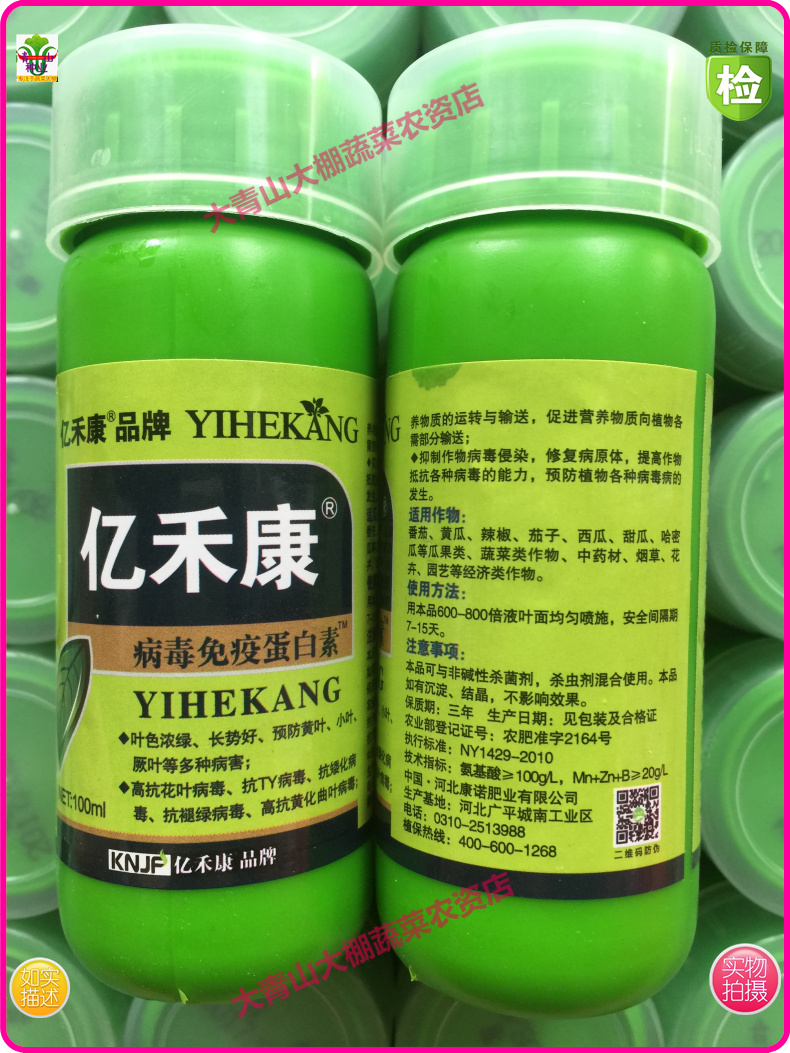 质检保障
检
大青山大棚蔬菜农资店
亿禾康®品牌 YIHEKANG
亿禾康®
病毒免疫蛋白素™
YIHEKANG
◆叶色浓绿、长势好、预防黄叶、小叶、
厥叶等多种病害；
◆高抗花叶病毒、抗TY病毒、抗矮化病
毒、抗褪绿病毒、高抗黄化曲叶病毒；
NET:100ml
KNJF 亿禾康 品牌
NG
养物质的运转与输送，促进营养物质向植物各
需部分输送；
◆抑制作物病毒侵染，修复病原体，提高作物
抵抗各种病毒的能力，预防植物各种病毒病的
发生。
适用作物：
番茄、黄瓜、辣椒、茄子、西瓜、甜瓜、哈密
瓜等瓜果类、蔬菜类作物、中药材、烟草、花
卉、园艺等经济类作物。
使用方法：
用本品600-800倍液叶面均匀喷施，安全间隔期
7-15天。
注意事项：
本品可与非碱性杀菌剂，杀虫剂混合使用。本品
如有沉淀、结晶，不影响效果。
保质期：三年 生产日期：见包装及合格证
农业部登记证号：农肥准字2164号
执行标准：NY1429-2010
技术指标：氨基酸≥100g/L，Mn+Zn+B≥20g/L
中国·河北康诺肥业有限公司
生产基地：河北广平城南工业区
电话：0310-2513988
植保热线：400-600-1268
二维码防伪
大青山大棚蔬菜农资店
如实
描述
实物
拍摄